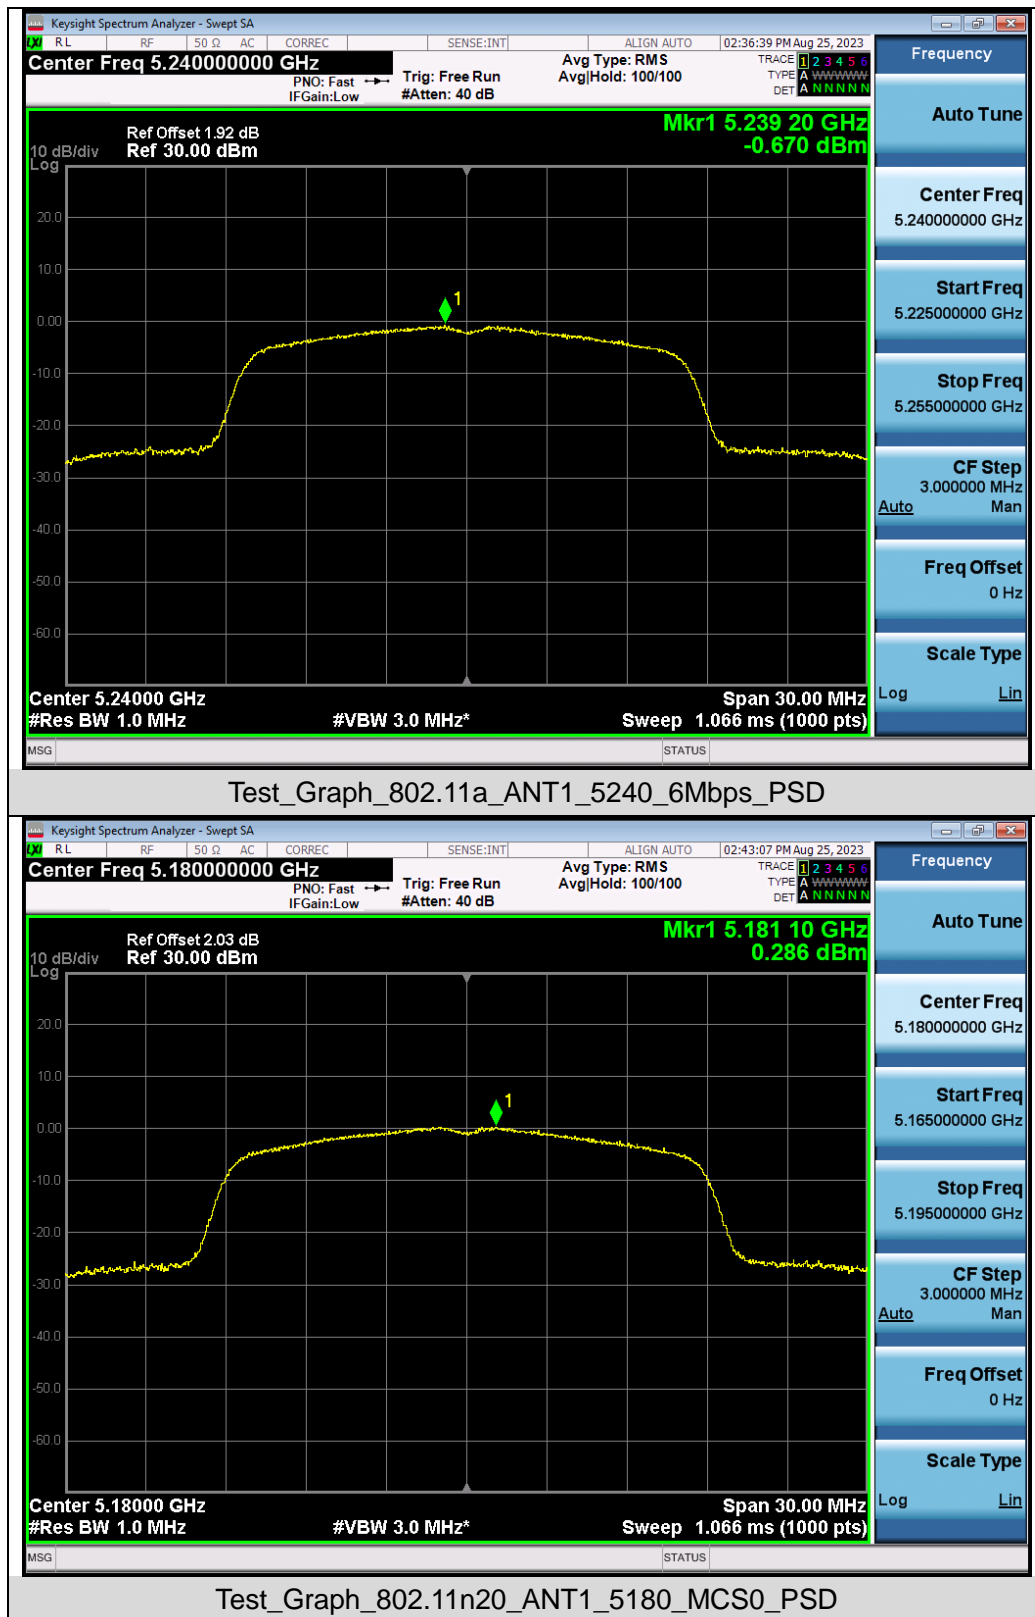 Keysight Spectrum Analyzer - Swept SA
LXI RL RF 50 Ω AC CORREC SENSE:INT ALIGN AUTO 02:36:39 PM Aug 25, 2023
Center Freq 5.240000000 GHz
PNO: Fast
IFGain:Low
Trig: Free Run
#Atten: 40 dB
Avg Type: RMS
Avg|Hold: 100/100
TRACE 1 2 3 4 5 6
TYPE A WWWWW
DET A N N N N N
Frequency
Mkr1 5.239 20 GHz
-0.670 dBm
Ref Offset 1.92 dB
10 dB/div Ref 30.00 dBm
Log
20.0
10.0
0.00
-10.0
-20.0
-30.0
-40.0
-50.0
-60.0
1
Center 5.24000 GHz
Span 30.00 MHz
#Res BW 1.0 MHz
#VBW 3.0 MHz*
Sweep 1.066 ms (1000 pts)
MSG
STATUS
Auto Tune
Center Freq
5.240000000 GHz
Start Freq
5.225000000 GHz
Stop Freq
5.255000000 GHz
CF Step
3.000000 MHz
Auto Man
Freq Offset
0 Hz
Scale Type
Log Lin
Test_Graph_802.11a_ANT1_5240_6Mbps_PSD
Keysight Spectrum Analyzer - Swept SA
LXI RL RF 50 Ω AC CORREC SENSE:INT ALIGN AUTO 02:43:07 PM Aug 25, 2023
Center Freq 5.180000000 GHz
PNO: Fast
IFGain:Low
Trig: Free Run
#Atten: 40 dB
Avg Type: RMS
Avg|Hold: 100/100
TRACE 1 2 3 4 5 6
TYPE A WWWWW
DET A N N N N N
Frequency
Mkr1 5.181 10 GHz
0.286 dBm
Ref Offset 2.03 dB
10 dB/div Ref 30.00 dBm
Log
20.0
10.0
0.00
-10.0
-20.0
-30.0
-40.0
-50.0
-60.0
1
Center 5.18000 GHz
Span 30.00 MHz
#Res BW 1.0 MHz
#VBW 3.0 MHz*
Sweep 1.066 ms (1000 pts)
MSG
STATUS
Auto Tune
Center Freq
5.180000000 GHz
Start Freq
5.165000000 GHz
Stop Freq
5.195000000 GHz
CF Step
3.000000 MHz
Auto Man
Freq Offset
0 Hz
Scale Type
Log Lin
Test_Graph_802.11n20_ANT1_5180_MCS0_PSD